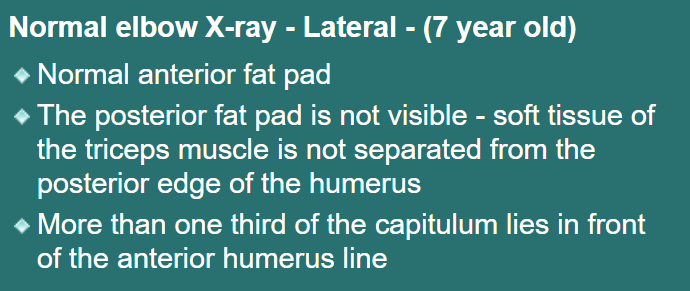 Normal elbow X-ray - Lateral - (7 year old)
Normal anterior fat pad
The posterior fat pad is not visible - soft tissue of
the triceps muscle is not separated from the
posterior edge of the humerus
More than one third of the capitulum lies in front
of the anterior humerus line